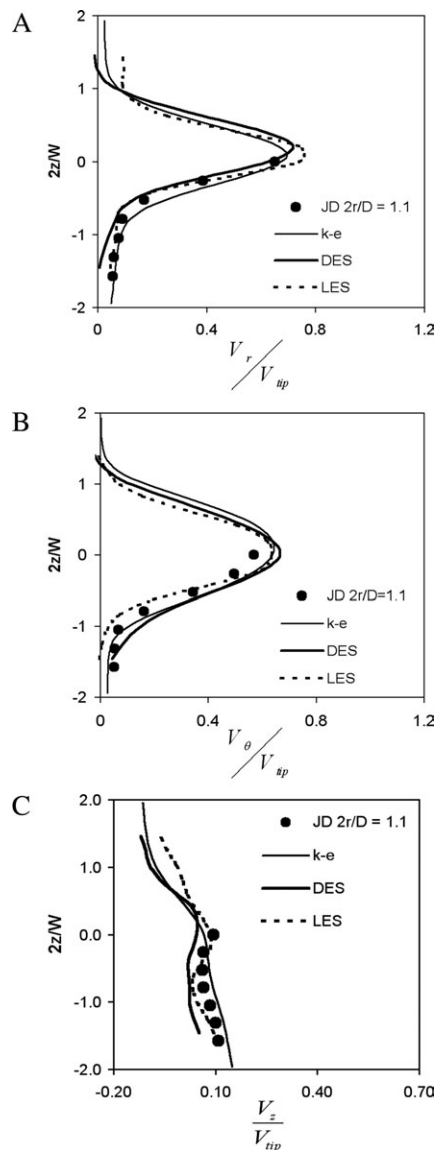 A
2
1
0
-1
-2
2z/W
JD 2r/D = 1.1
k-e
DES
LES
0
0.4
0.8
1.2
V_r / V_tip
B
2
1
0
-1
-2
2z/W
JD 2r/D=1.1
k-e
DES
LES
0
0.4
0.8
1.2
V_θ / V_tip
C
2.0
1.0
0.0
-1.0
-2.0
2z/W
JD 2r/D = 1.1
k-e
DES
LES
-0.20
0.10
0.40
0.70
V_z
V_tip